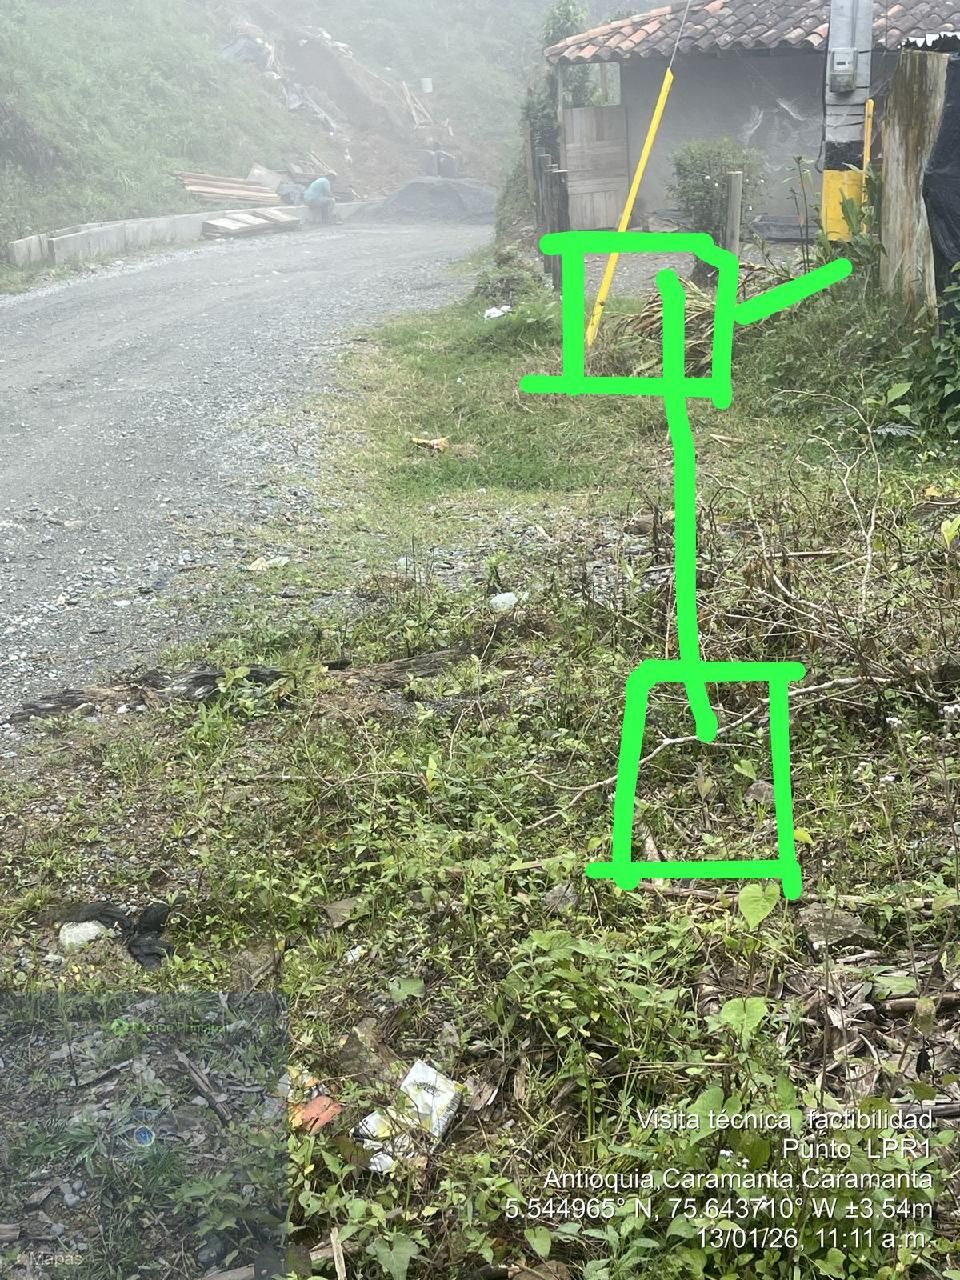 Visita técnica factibilidad
Punto LPR1
Antioquia,Caramanta,Caramanta
5.544965° N, 75.643710° W ±3.54m
13/01/26, 11:11 a.m.
Mapas